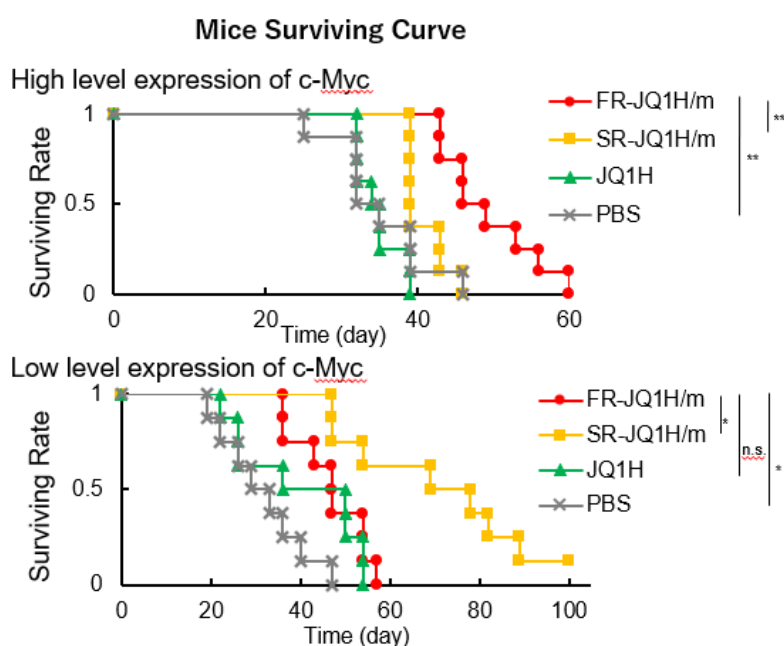 Mice Surviving Curve
High level expression of c-Myc
1
0.5
0
Surviving Rate
0
20
40
60
Time (day)
FR-JQ1H/m
SR-JQ1H/m
JQ1H
PBS
**
**
Low level expression of c-Myc
1
0.5
0
Surviving Rate
0
20
40
60
80
100
Time (day)
FR-JQ1H/m
SR-JQ1H/m
JQ1H
PBS
*
n.s.
*